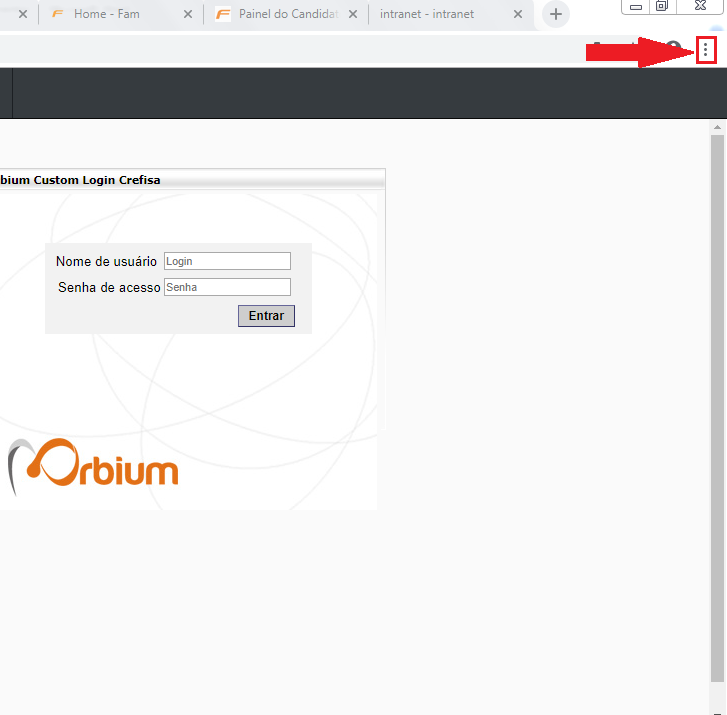 Home - Fam
Painel do Candidat
intranet - intranet
bium Custom Login Crefisa
Nome de usuário
Login
Senha de acesso
Senha
Entrar
Orbium